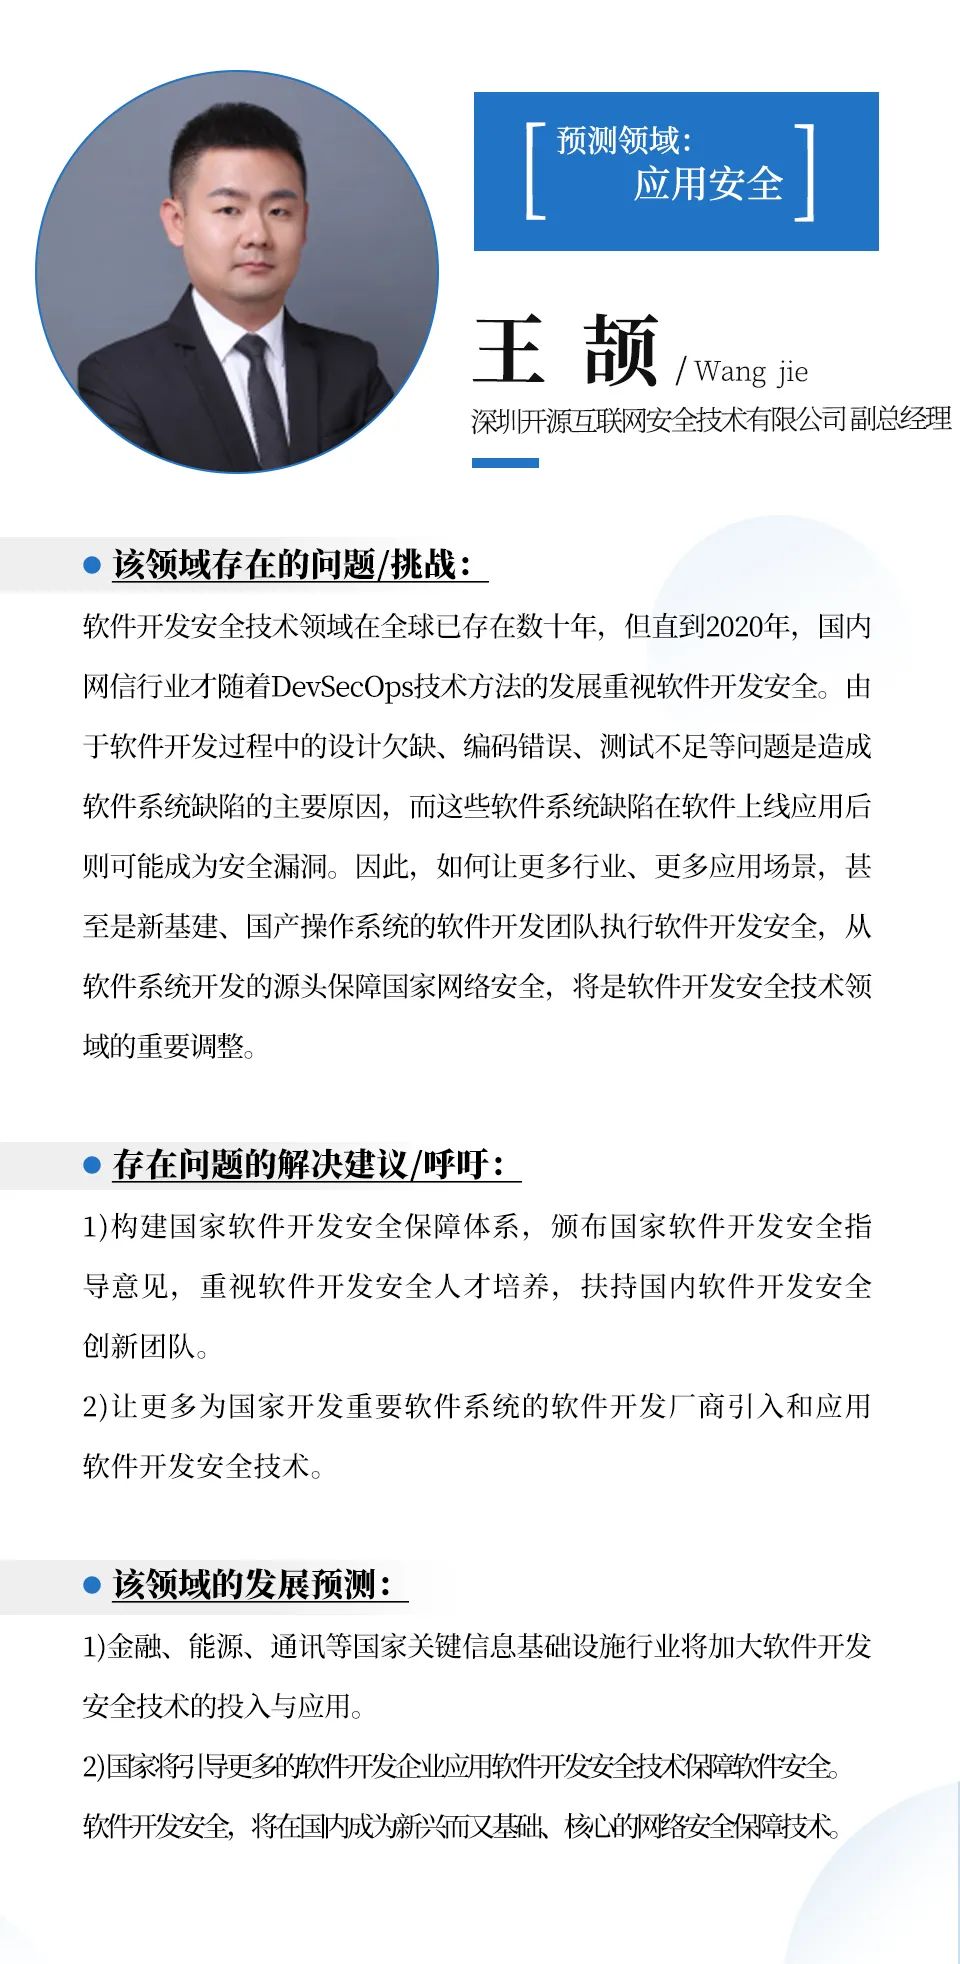 预测领域：
应用安全
王 颉 / Wang jie
深圳开源互联网安全技术有限公司 副总经理
该领域存在的问题/挑战：
软件开发安全技术领域在全球已存在数十年，但直到2020年，国内
网信行业才随着DevSecOps技术方法的发展重视软件开发安全。由
于软件开发过程中的设计欠缺、编码错误、测试不足等问题是造成
软件系统缺陷的主要原因，而这些软件系统缺陷在软件上线应用后
则可能成为安全漏洞。因此，如何让更多行业、更多应用场景，甚
至是新基建、国产操作系统的软件开发团队执行软件开发安全，从
软件系统开发的源头保障国家网络安全，将是软件开发安全技术领
域的重要调整。
存在问题的解决建议/呼吁：
1)构建国家软件开发安全保障体系，颁布国家软件开发安全指
导意见，重视软件开发安全人才培养，扶持国内软件开发安全
创新团队。
2)让更多为国家开发重要软件系统的软件开发厂商引入和应用
软件开发安全技术。
该领域的发展预测：
1)金融、能源、通讯等国家关键信息基础设施行业将加大软件开发
安全技术的投入与应用。
2)国家将引导更多的软件开发企业应用软件开发安全技术保障软件安全。
软件开发安全，将在国内成为新兴而又基础、核心的网络安全保障技术。